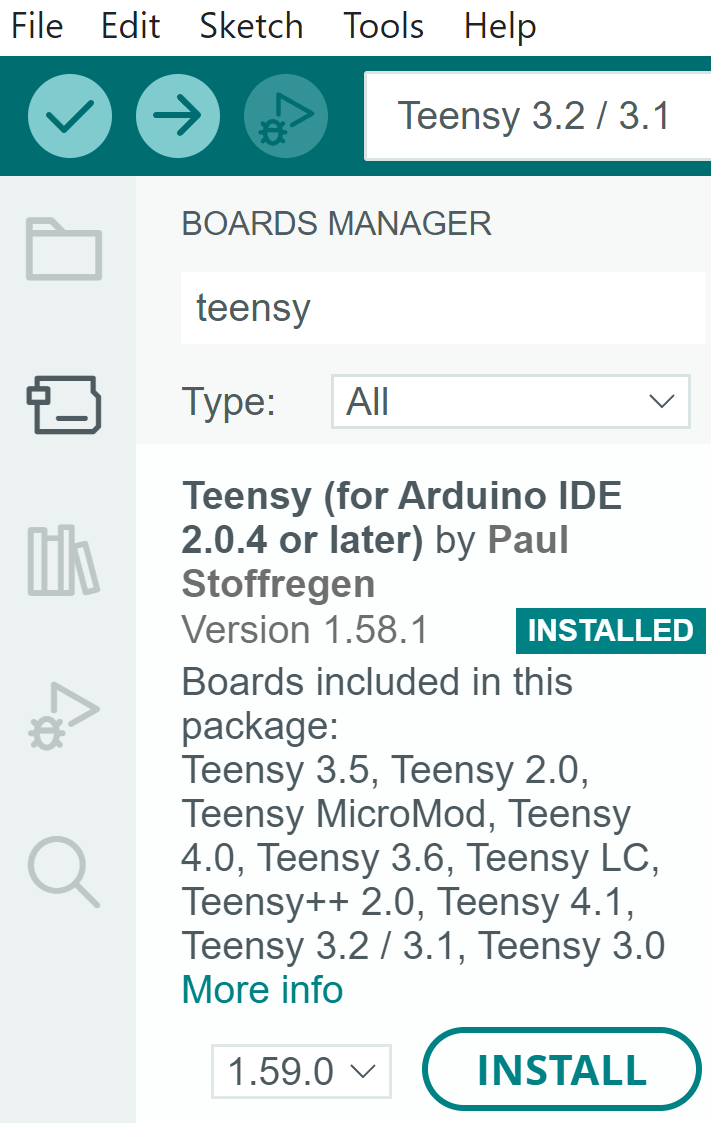 File Edit Sketch Tools Help
Teensy 3.2 / 3.1
BOARDS MANAGER
teensy
Type: All
Teensy (for Arduino IDE
2.0.4 or later) by Paul
Stoffregen
Version 1.58.1 INSTALLED
Boards included in this
package:
Teensy 3.5, Teensy 2.0,
Teensy MicroMod, Teensy
4.0, Teensy 3.6, Teensy LC,
Teensy++ 2.0, Teensy 4.1,
Teensy 3.2 / 3.1, Teensy 3.0
More info
1.59.0 INSTALL